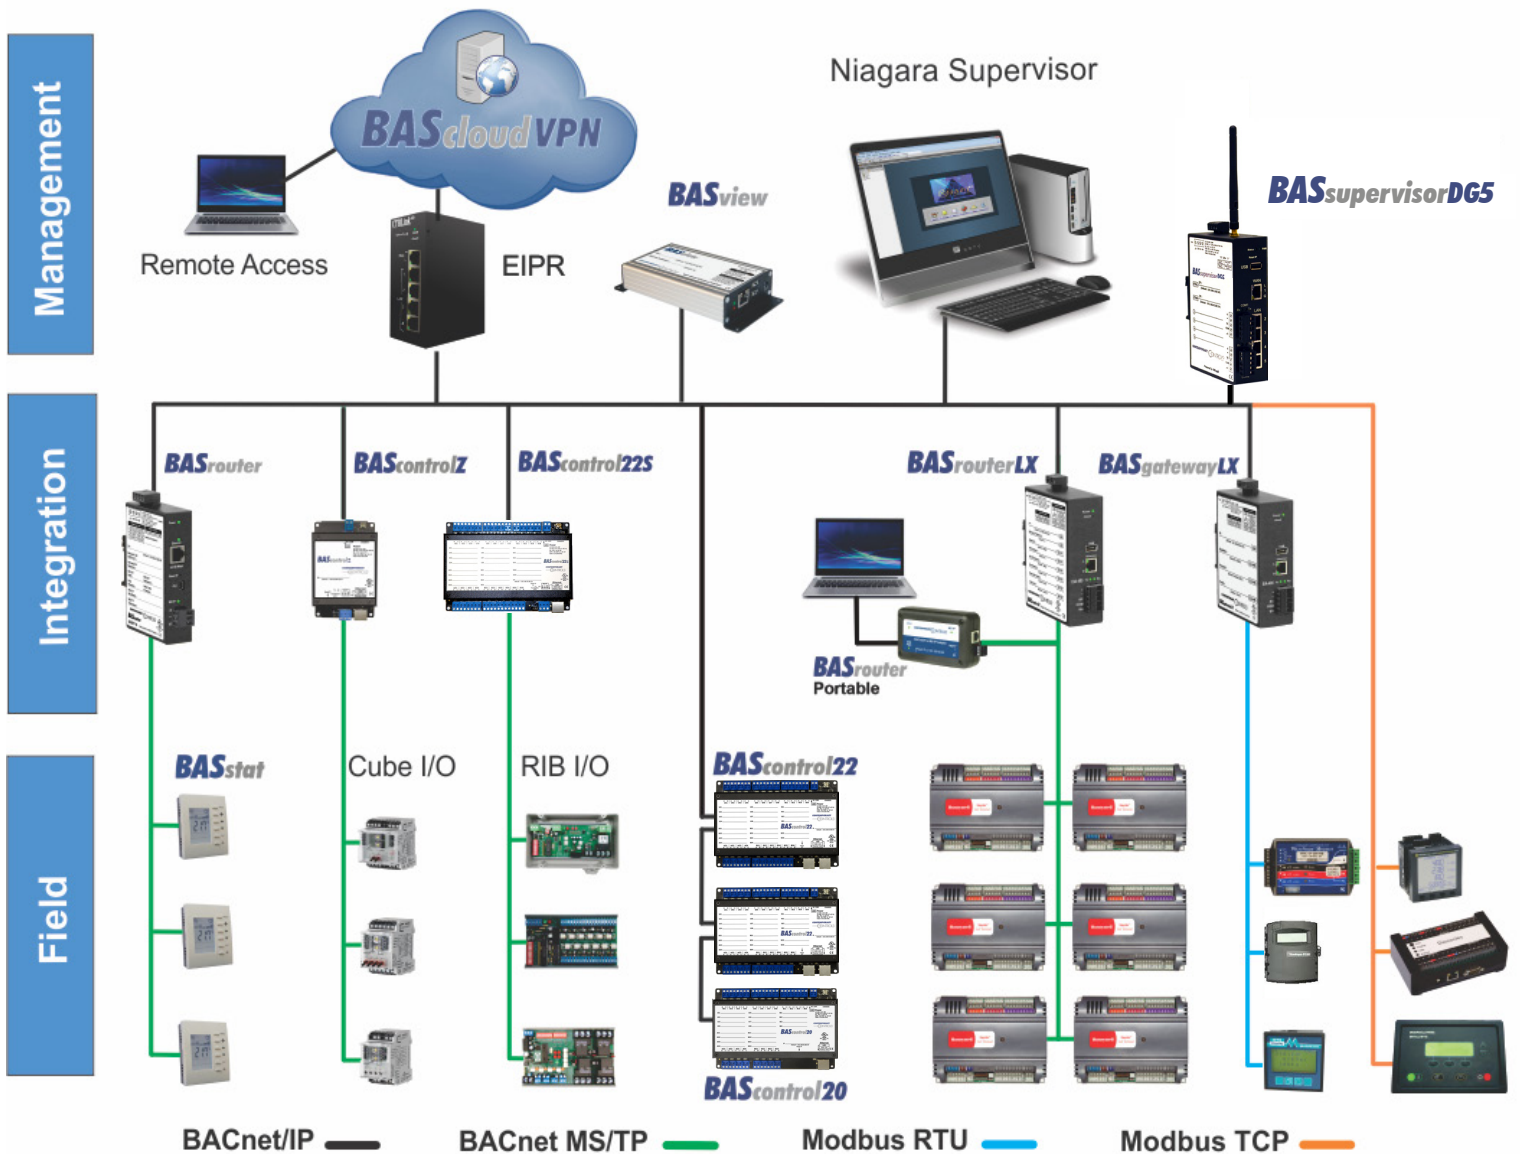 Management
Integration
Field
BAScloudVPN
Niagara Supervisor
BASview
BASsupervisorDG5
Remote Access
EIPR
BASrouter
BAScontrolZ
BAScontrol22S
BASrouterLX
BASgatewayLX
BASrouter
Portable
BASstat
Cube I/O
RIB I/O
BAScontrol22
BAScontrol20
BACnet/IP
BACnet MS/TP
Modbus RTU
Modbus TCP